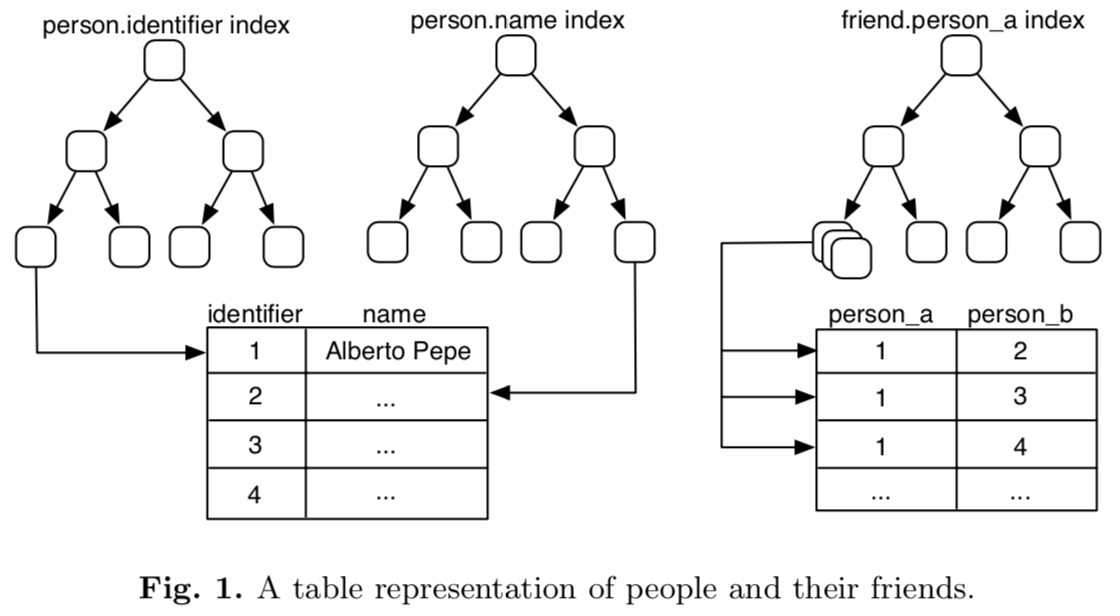 person.identifier index
person.name index
friend.person_a index
identifier name
1 Alberto Pepe
2 ...
3 ...
4 ...
person_a person_b
1 2
1 3
1 4
... ...
Fig. 1. A table representation of people and their friends.